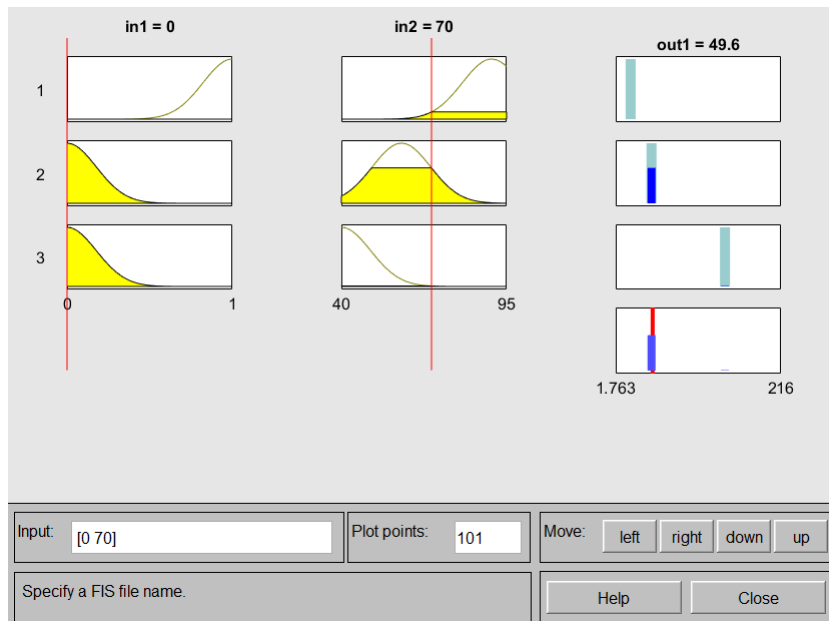 in1 = 0 in2 = 70
out1 = 49.6
1
2
3
0 1 40 95
1.763 216
Input: [0 70] Plot points: 101 Move: left right down up
Specify a FIS file name. Help Close